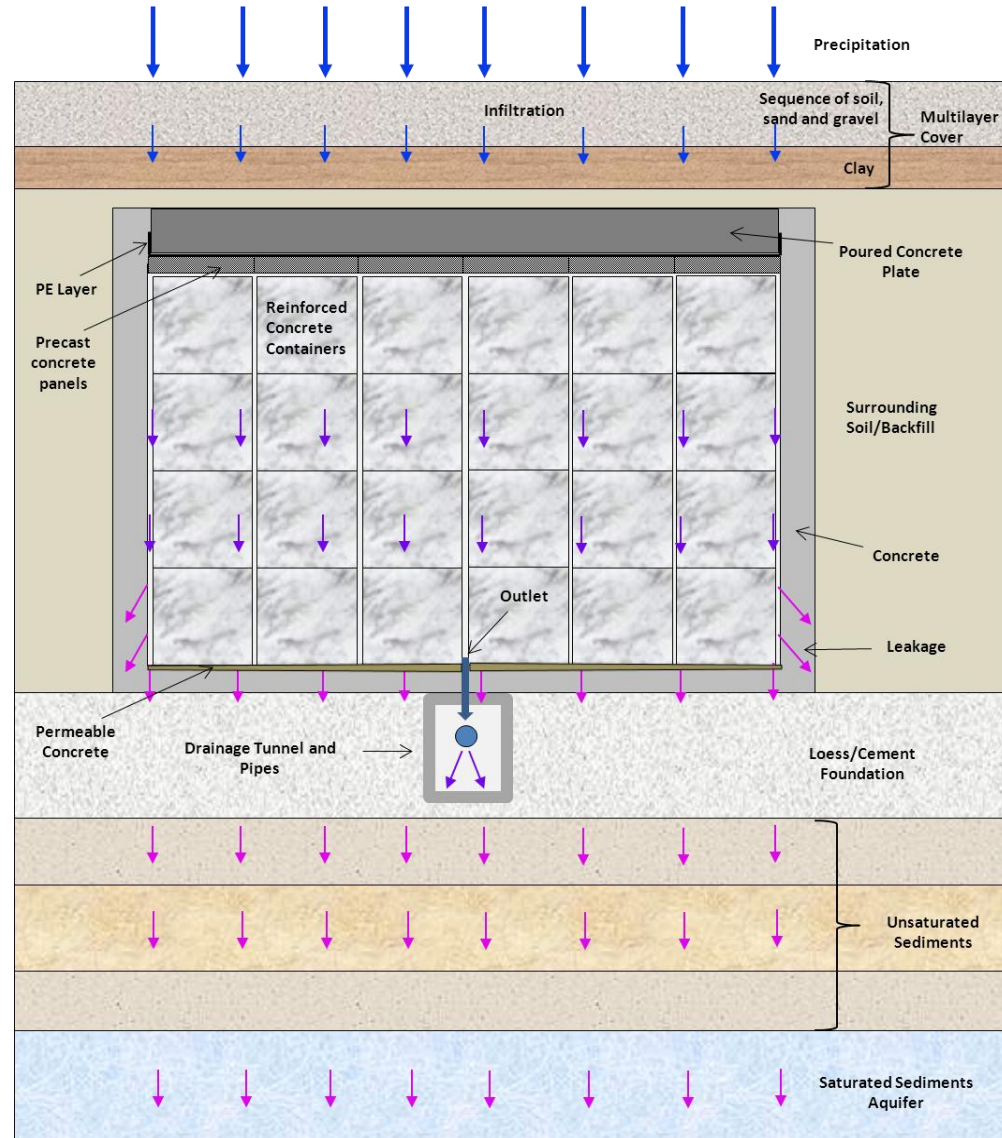 Precipitation
Infiltration
Sequence of soil,
sand and gravel
Multilayer
Cover
Clay
PE Layer
Poured Concrete
Plate
Precast
concrete
panels
Reinforced
Concrete
Containers
Surrounding
Soil/Backfill
Concrete
Outlet
Leakage
Permeable
Concrete
Drainage Tunnel and
Pipes
Loess/Cement
Foundation
Unsaturated
Sediments
Saturated Sediments
Aquifer